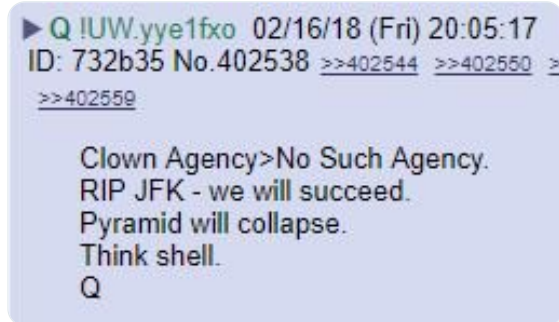 ▶ Q !UW.yye1fxo 02/16/18 (Fri) 20:05:17
ID: 732b35 No.402538 >>402544 >>402550 >
>>402559
Clown Agency>No Such Agency.
RIP JFK - we will succeed.
Pyramid will collapse.
Think shell.
Q